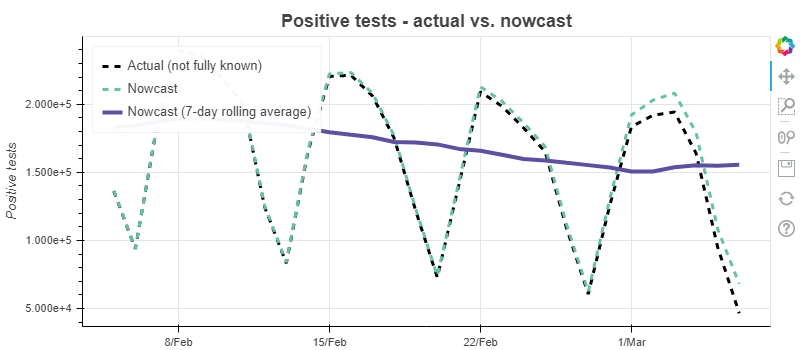 Positive tests - actual vs. nowcast
Actual (not fully known)
Nowcast
Nowcast (7-day rolling average)
Positive tests
2.000e+5
1.500e+5
1.000e+5
5.000e+4
8/Feb
15/Feb
22/Feb
1/Mar